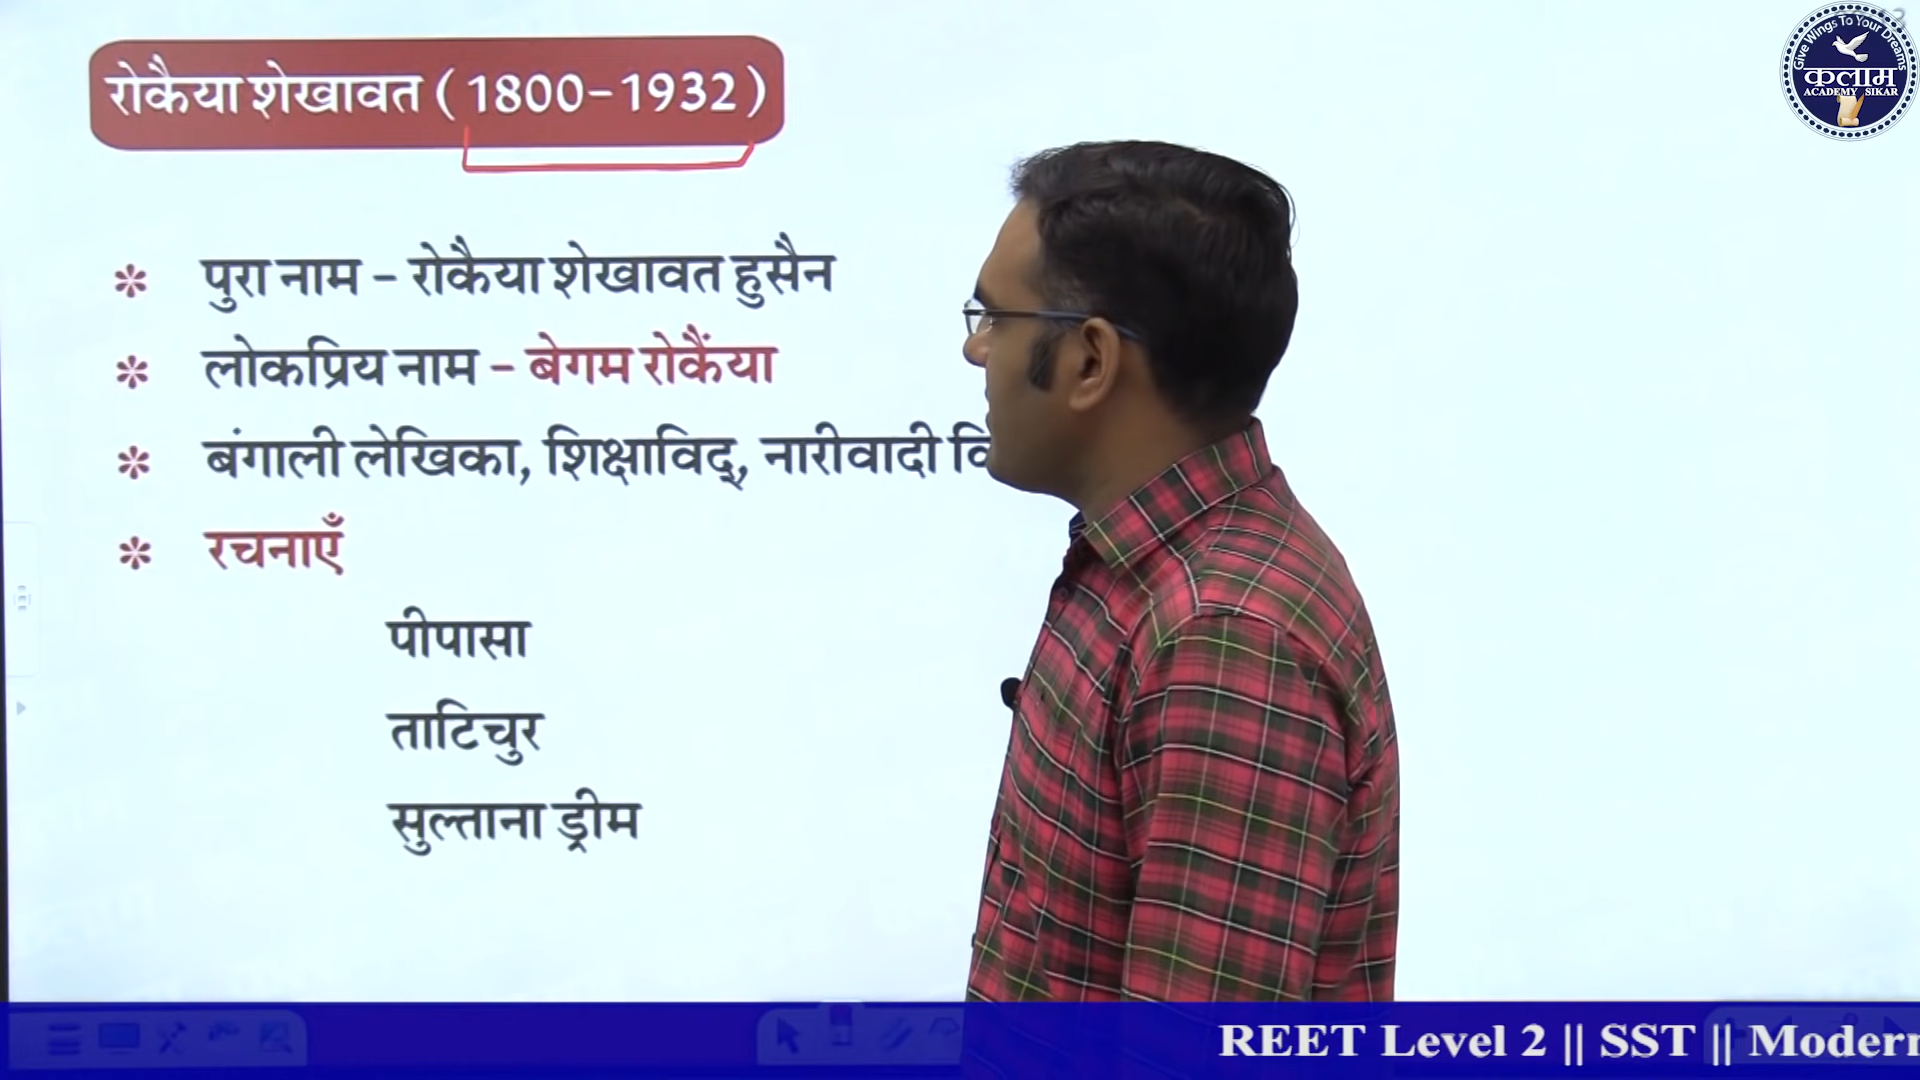 Give Wings To Your Dreams
कलाम
ACADEMY SIKAR
रोकैया शेखावत ( 1800-1932 )
* पुरा नाम - रोकैया शेखावत हुसैन
* लोकप्रिय नाम - बेगम रोकैंया
* बंगाली लेखिका, शिक्षाविद्, नारीवादी
* रचनाएँ
पीपासा
ताटिचुर
सुल्ताना ड्रीम
REET Level 2 || SST || Modern